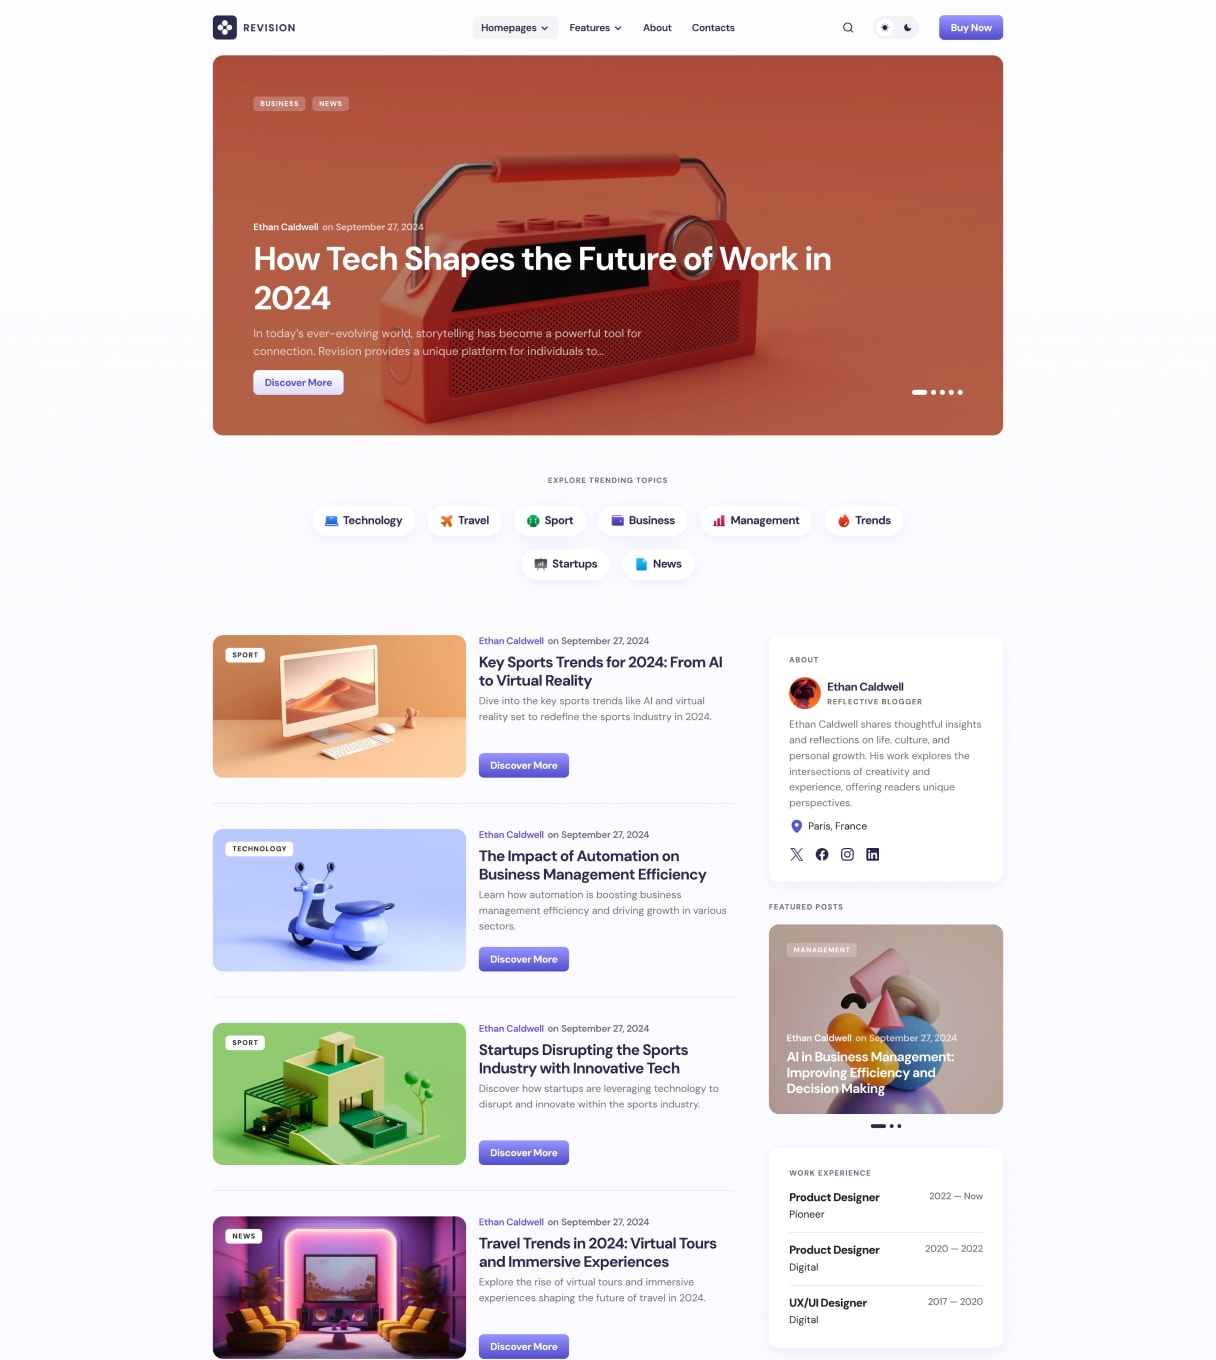 REVISION
Homepages
Features
About
Contacts
Buy Now
BUSINESS
NEWS
Ethan Caldwell on September 27, 2024
How Tech Shapes the Future of Work in
2024
In today's ever-evolving world, storytelling has become a powerful tool for
connection. Revision provides a unique platform for individuals to...
Discover More
EXPLORE TRENDING TOPICS
Technology
Travel
Sport
Business
Management
Trends
Startups
News
SPORT
Ethan Caldwell on September 27, 2024
Key Sports Trends for 2024: From AI
to Virtual Reality
Dive into the key sports trends like AI and virtual
reality set to redefine the sports industry in 2024.
Discover More
TECHNOLOGY
Ethan Caldwell on September 27, 2024
The Impact of Automation on
Business Management Efficiency
Learn how automation is boosting business
management efficiency and driving growth in various
sectors.
Discover More
SPORT
Ethan Caldwell on September 27, 2024
Startups Disrupting the Sports
Industry with Innovative Tech
Discover how startups are leveraging technology to
disrupt and innovate within the sports industry.
Discover More
NEWS
Ethan Caldwell on September 27, 2024
Travel Trends in 2024: Virtual Tours
and Immersive Experiences
Explore the rise of virtual tours and immersive
experiences shaping the future of travel in 2024.
Discover More
ABOUT
Ethan Caldwell
REFLECTIVE BLOGGER
Ethan Caldwell shares thoughtful insights
and reflections on life, culture, and
personal growth. His work explores the
intersections of creativity and
experience, offering readers unique
perspectives.
Paris, France
FEATURED POSTS
MANAGEMENT
Ethan Caldwell on September 27, 2024
AI in Business Management:
Improving Efficiency and
Decision Making
WORK EXPERIENCE
Product Designer 2022 — Now
Pioneer
Product Designer 2020 — 2022
Digital
UX/UI Designer 2017 — 2020
Digital